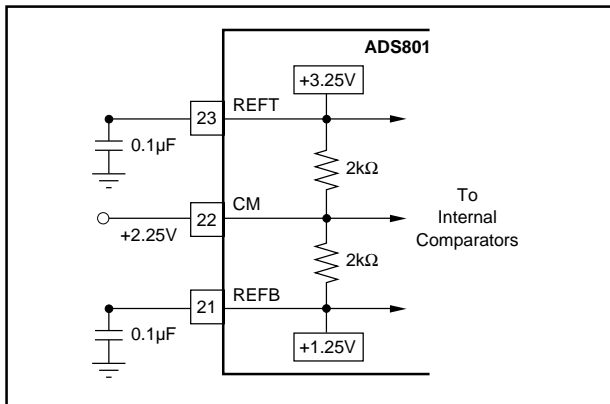 ADS801
+3.25V
23
REFT
0.1µF
2kΩ
22
CM
+2.25V
To
Internal
Comparators
2kΩ
21
REFB
0.1µF
+1.25V